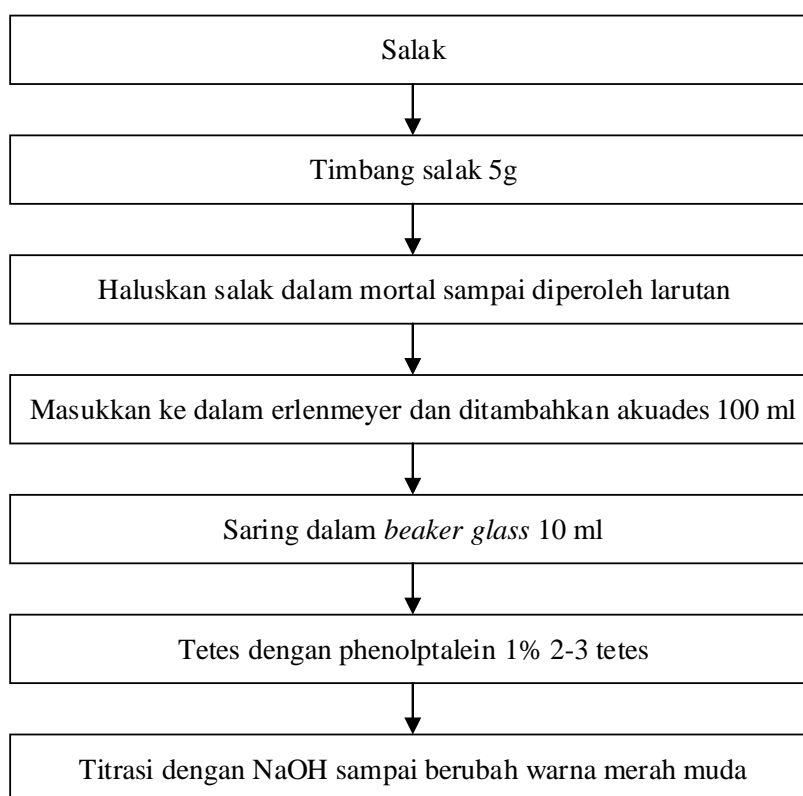 Salak
Timbang salak 5g
Haluskan salak dalam mortal sampai diperoleh larutan
Masukkan ke dalam erlenmeyer dan ditambahkan akuades 100 ml
Saring dalam beaker glass 10 ml
Tetes dengan phenolptalein 1% 2-3 tetes
Titrasi dengan NaOH sampai berubah warna merah muda